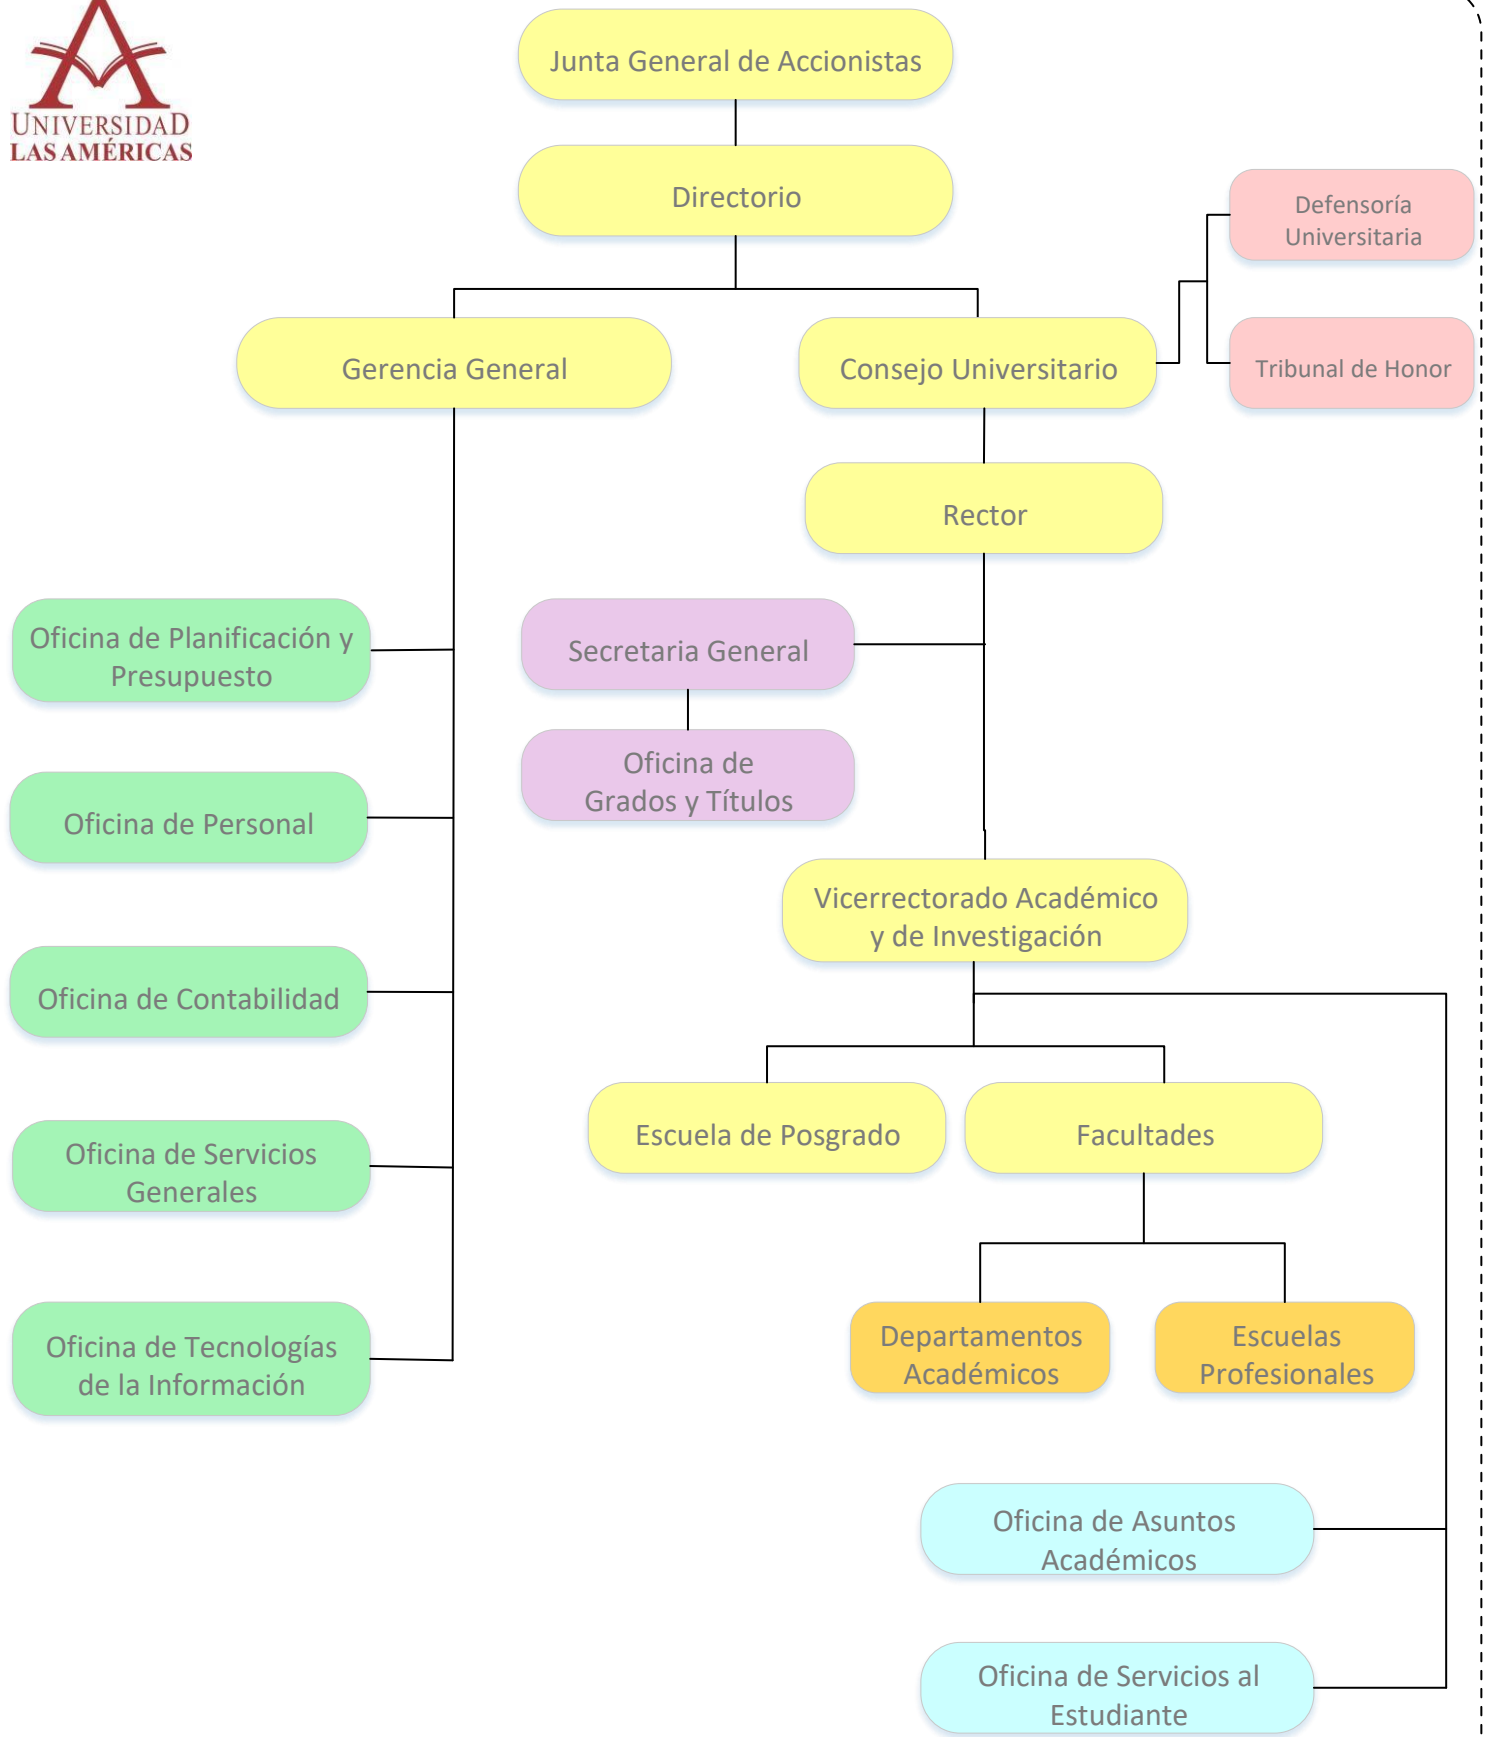 UNIVERSIDAD
LAS AMÉRICAS
Junta General de Accionistas
Directorio
Defensoría
Universitaria
Gerencia General
Consejo Universitario
Tribunal de Honor
Rector
Oficina de Planificación y
Presupuesto
Secretaria General
Oficina de
Grados y Títulos
Oficina de Personal
Vicerrectorado Académico
y de Investigación
Oficina de Contabilidad
Escuela de Posgrado
Facultades
Oficina de Servicios
Generales
Departamentos
Académicos
Escuelas
Profesionales
Oficina de Tecnologías
de la Información
Oficina de Asuntos
Académicos
Oficina de Servicios al
Estudiante